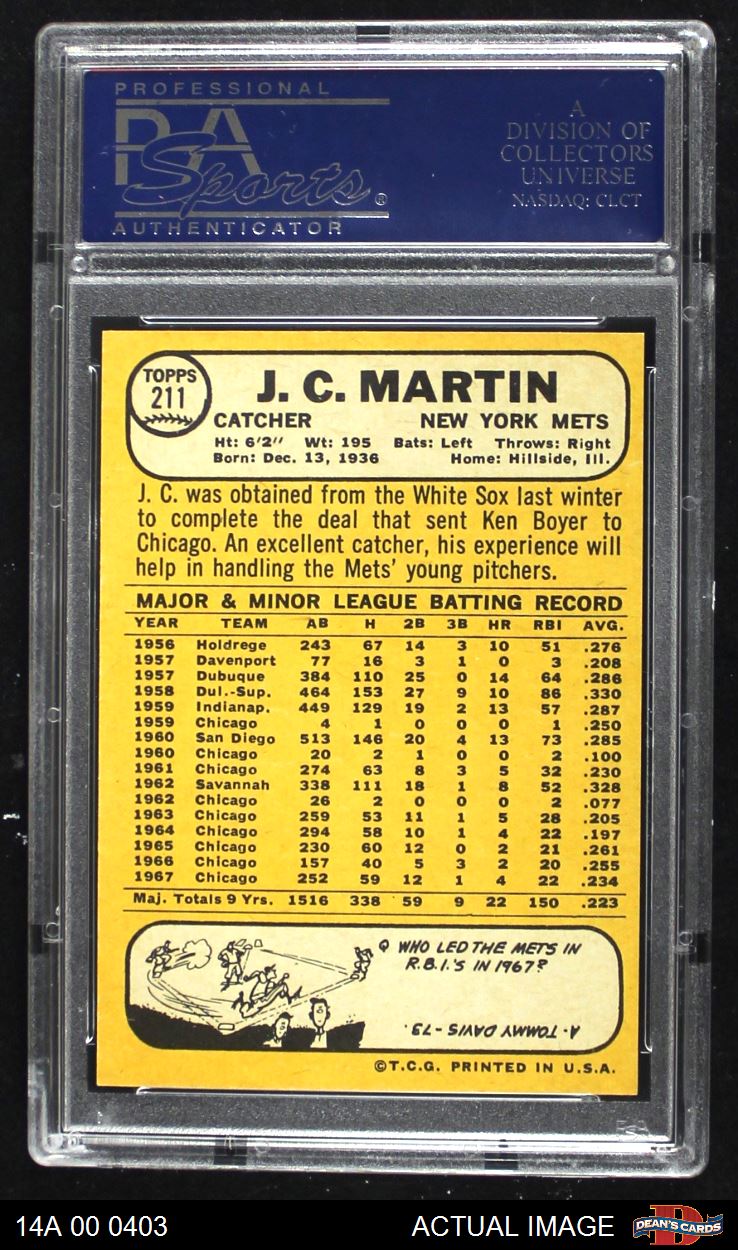 PROFESSIONAL
PSA
Sports®
AUTHENTICATOR
A
DIVISION OF
COLLECTORS
UNIVERSE
NASDAQ: CLCT
TOPPS
211
J. C. MARTIN
CATCHER NEW YORK METS
Ht: 6'2" Wt: 195 Bats: Left Throws: Right
Born: Dec. 13, 1936 Home: Hillside, Ill.
J. C. was obtained from the White Sox last winter
to complete the deal that sent Ken Boyer to
Chicago. An excellent catcher, his experience will
help in handling the Mets' young pitchers.
MAJOR & MINOR LEAGUE BATTING RECORD
YEAR TEAM AB H 2B 3B HR RBI AVG.
1956 Holdrege 243 67 14 3 10 51 .276
1957 Davenport 77 16 3 1 0 3 .208
1957 Dubuque 384 110 25 0 14 64 .286
1958 Dul.-Sup. 464 153 27 9 10 86 .330
1959 Indianap. 449 129 19 2 13 57 .287
1959 Chicago 4 1 0 0 0 1 .250
1960 San Diego 513 146 20 4 13 73 .285
1960 Chicago 20 2 1 0 0 2 .100
1961 Chicago 274 63 8 3 5 32 .230
1962 Savannah 338 111 18 1 8 52 .328
1962 Chicago 26 2 0 0 0 2 .077
1963 Chicago 259 53 11 1 5 28 .205
1964 Chicago 294 58 10 1 4 22 .197
1965 Chicago 230 60 12 0 2 21 .261
1966 Chicago 157 40 5 3 2 20 .255
1967 Chicago 252 59 12 1 4 22 .234
Maj. Totals 9 Yrs. 1516 338 59 9 22 150 .223
Q WHO LED THE METS IN
R.B.I.'S IN 1967?
A- TOMMY DAVIS - 73.
©T.C.G. PRINTED IN U.S.A.
PSA
14A 00 0403 ACTUAL IMAGE
D
DEAN'S CARDS